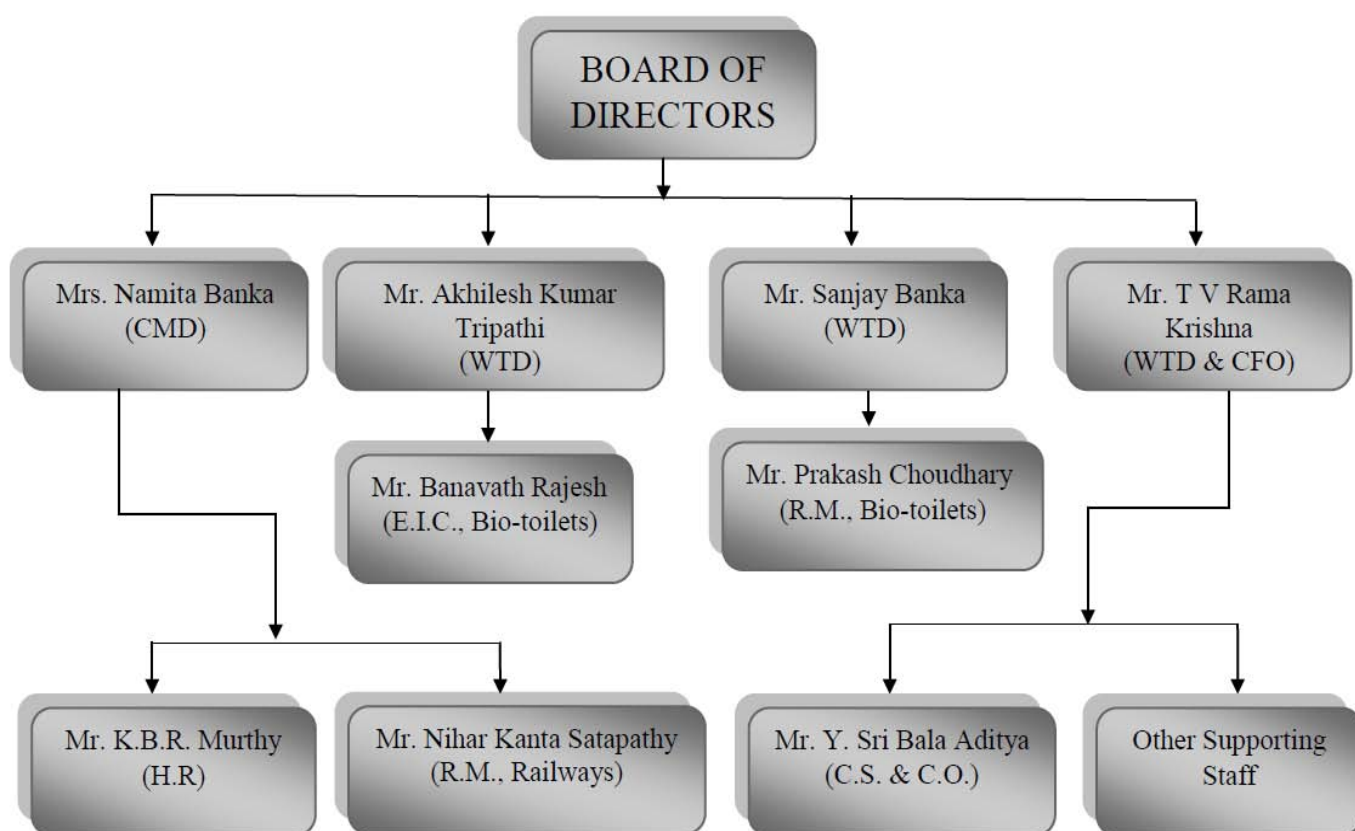 BOARD OF
DIRECTORS
Mrs. Namita Banka
(CMD)
Mr. Akhilesh Kumar
Tripathi
(WTD)
Mr. Sanjay Banka
(WTD)
Mr. T V Rama
Krishna
(WTD & CFO)
Mr. Banavath Rajesh
(E.I.C., Bio-toilets)
Mr. Prakash Choudhary
(R.M., Bio-toilets)
Mr. K.B.R. Murthy
(H.R)
Mr. Nihar Kanta Satapathy
(R.M., Railways)
Mr. Y. Sri Bala Aditya
(C.S. & C.O.)
Other Supporting
Staff